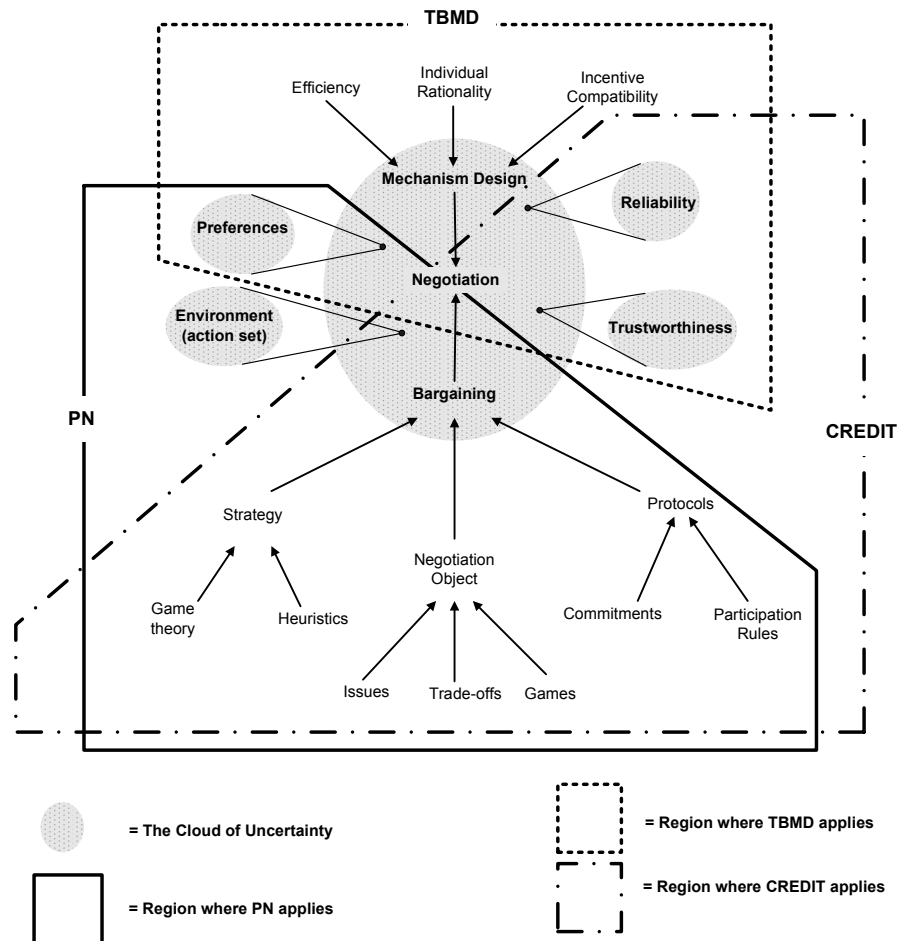 TBMD
Efficiency
Individual
Rationality
Incentive
Compatibility
Mechanism Design
Reliability
Preferences
Negotiation
Environment
(action set)
Trustworthiness
Bargaining
PN
CREDIT
Strategy
Protocols
Negotiation
Object
Game
theory
Heuristics
Commitments
Participation
Rules
Issues
Trade-offs
Games
= The Cloud of Uncertainty
= Region where TBMD applies
= Region where PN applies
= Region where CREDIT applies